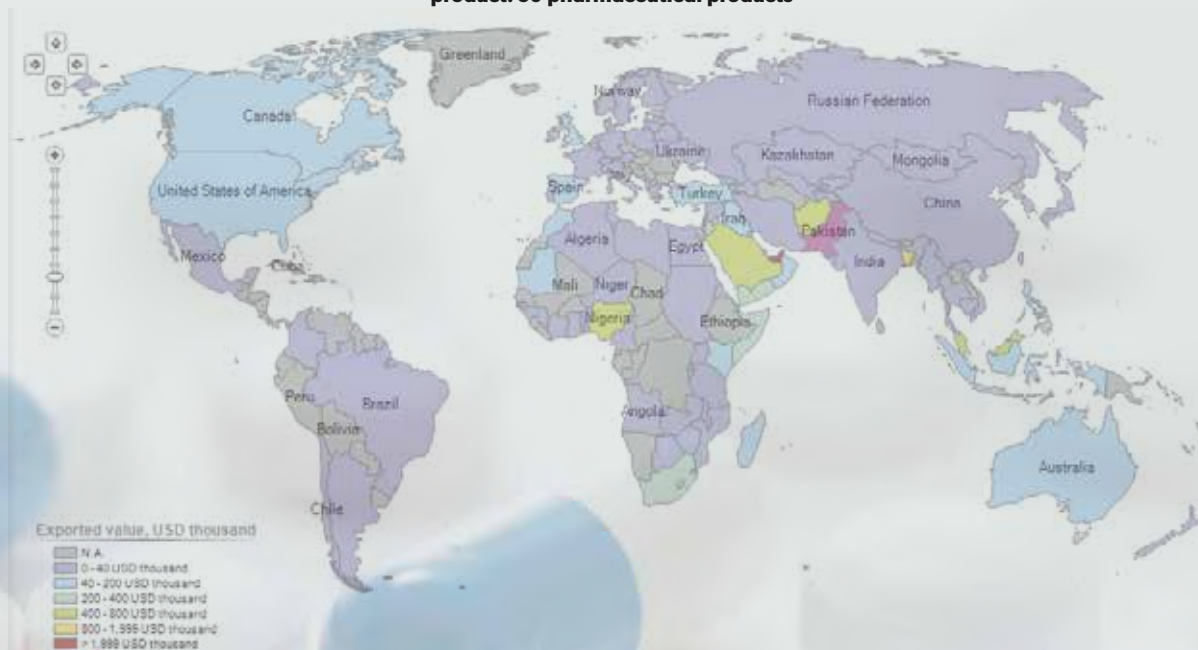 product: 30 pharmaceutical products
Greenland
Norway
Russian Federation
Canada
Ukraine
Kazakhstan
Mongolia
Spain
Turkey
United States of America
China
Iraq
Pakistan
Algeria
Egypt
Mexico
India
Cuba
Mali
Niger
Chad
Nigeria
Ethiopia
Peru
Brazil
Angola
Bolivia
Australia
Chile
Exported value, USD thousand
N.A.
0 - 40 USD thousand
40 - 200 USD thousand
200 - 400 USD thousand
400 - 800 USD thousand
800 - 1,999 USD thousand
> 1,999 USD thousand